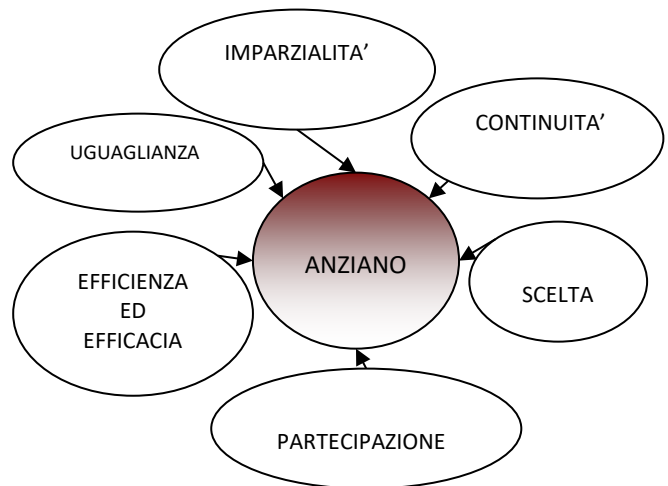 IMPARZIALITA’
CONTINUITA’
UGUAGLIANZA
ANZIANO
EFFICIENZA
ED
EFFICACIA
SCELTA
PARTECIPAZIONE